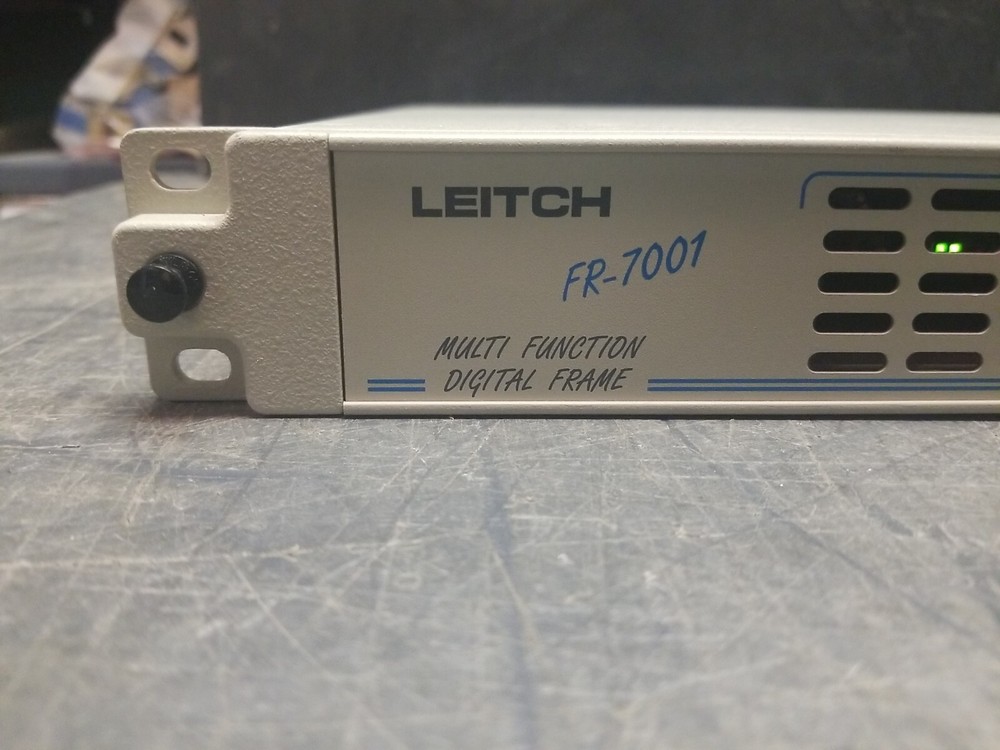 LEITCH
FR-7001
MULTI FUNCTION
DIGITAL FRAME